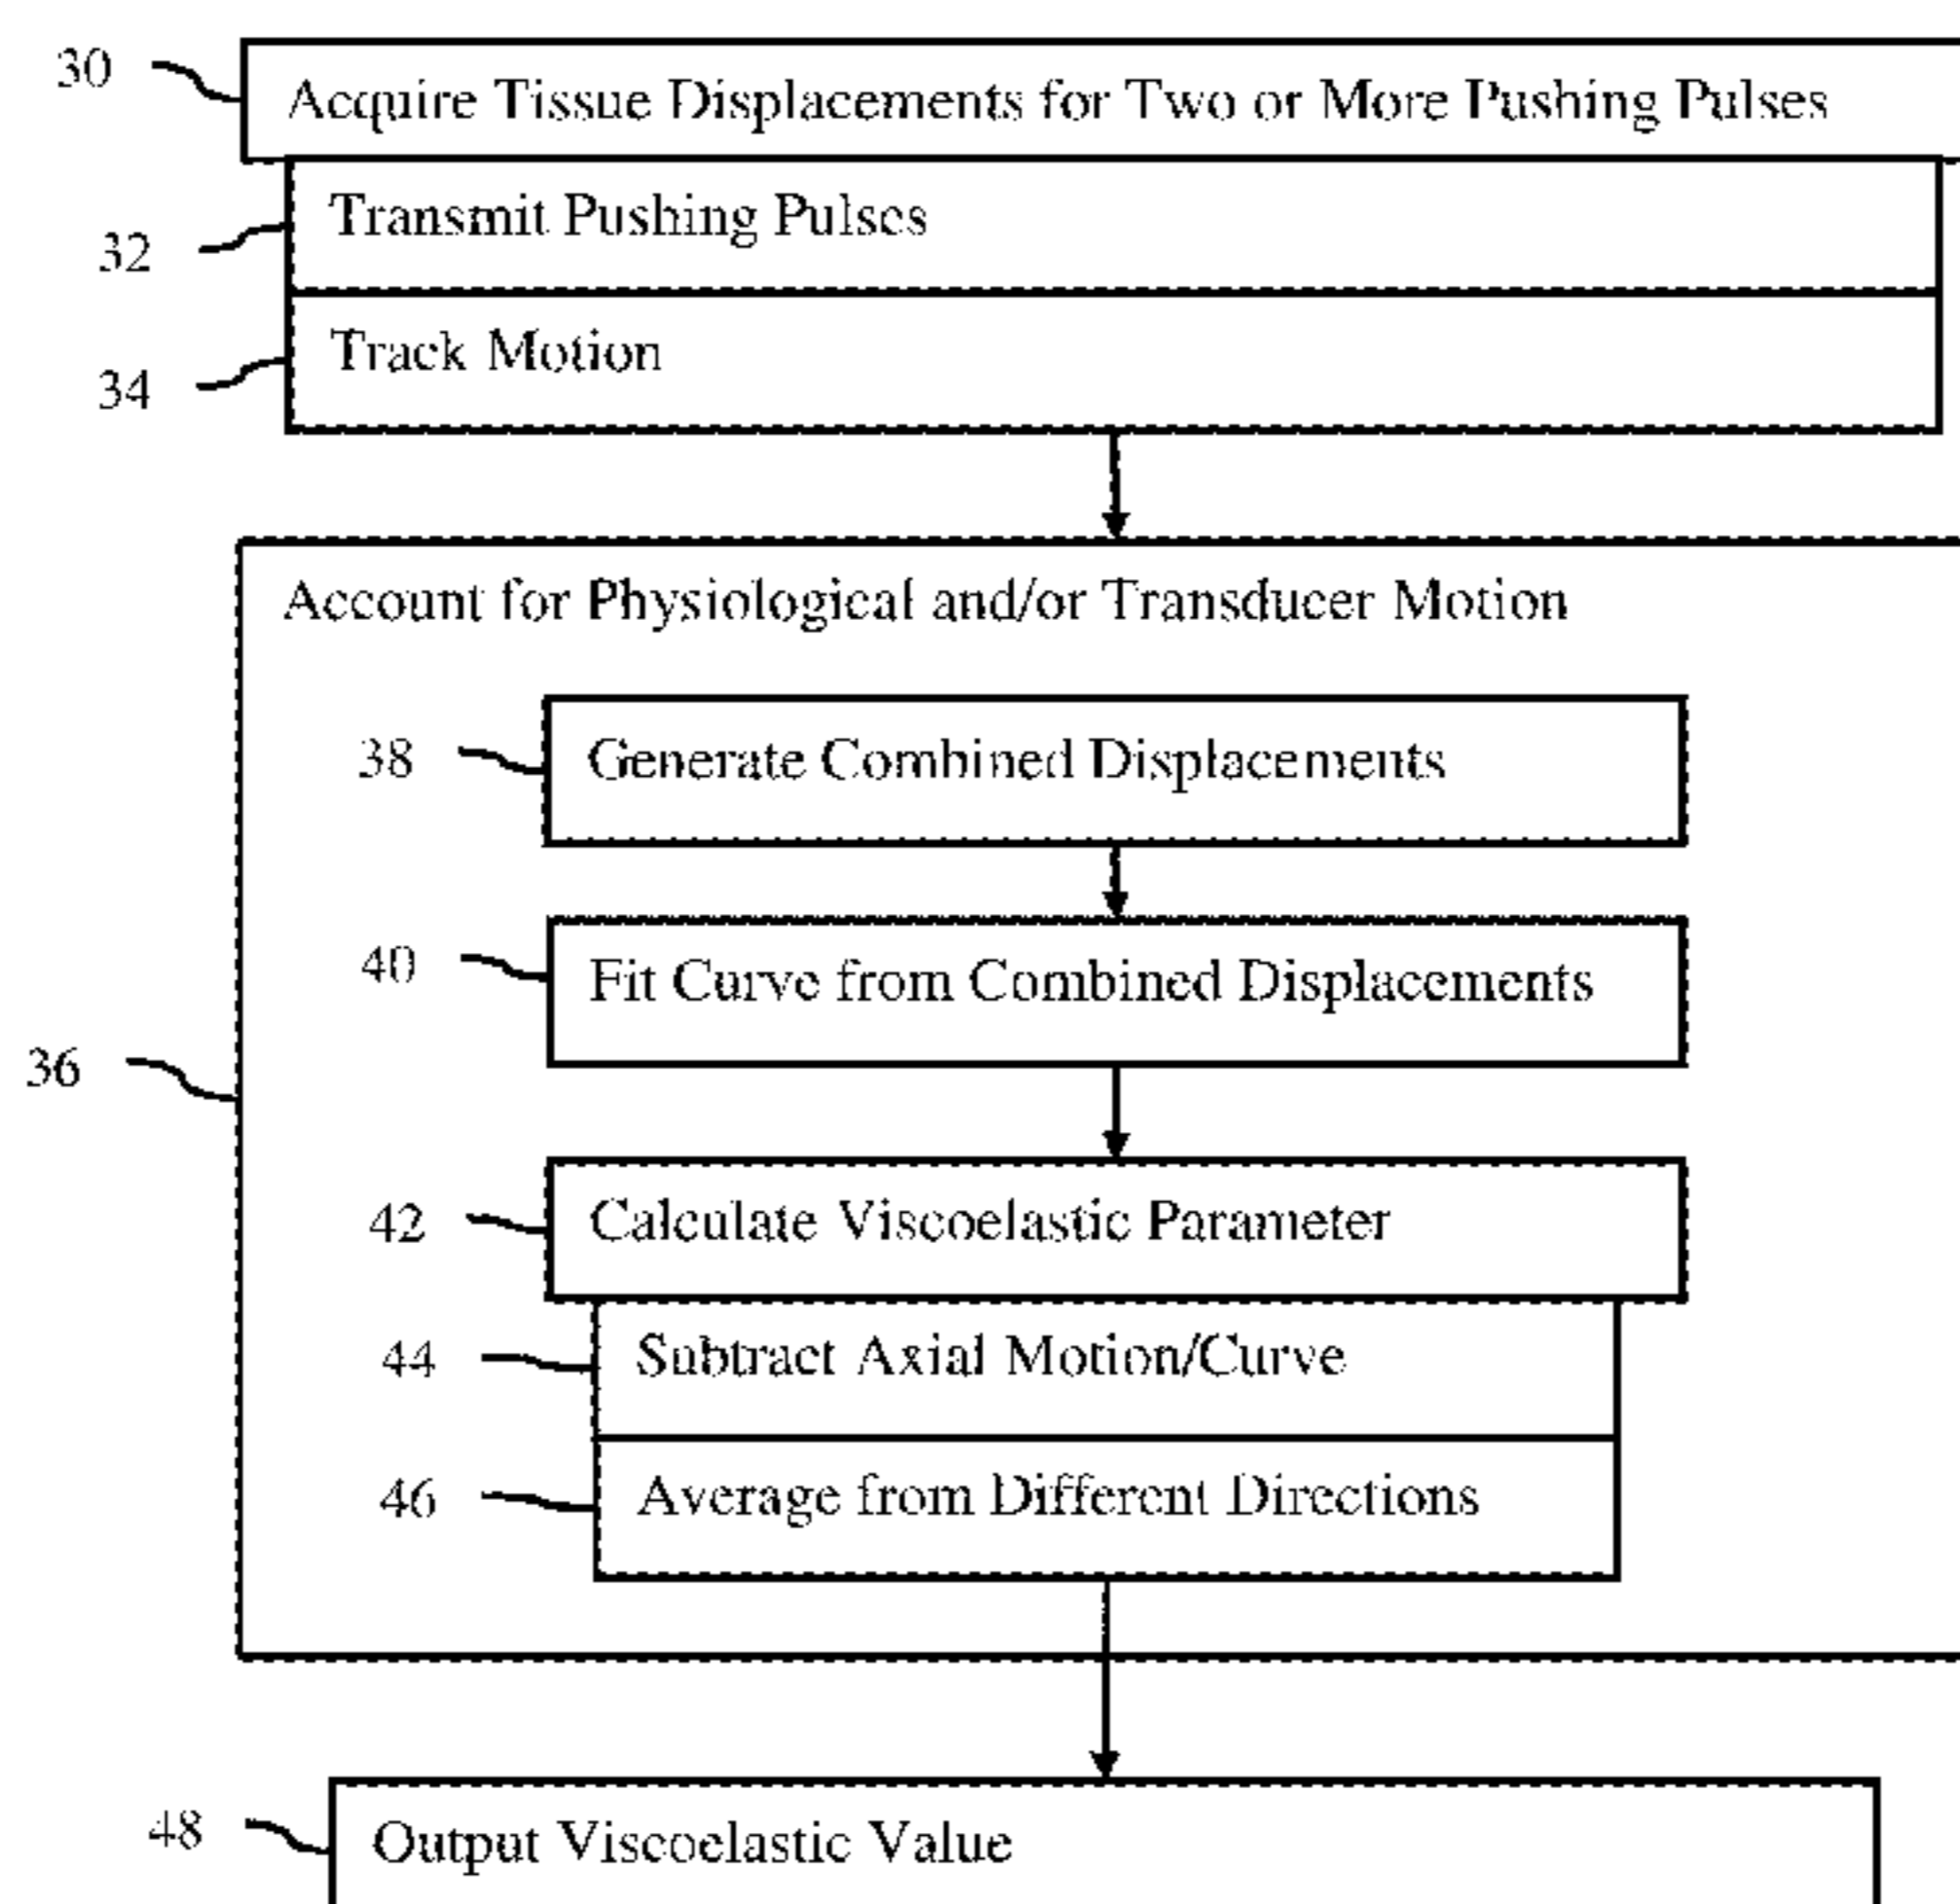 30 Acquire Tissue Displacements for Two or More Pushing Pulses
32 Transmit Pushing Pulses
34 Track Motion
Account for Physiological and/or Transducer Motion
38 Generate Combined Displacements
40 Fit Curve from Combined Displacements
36
42 Calculate Viscoelastic Parameter
44 Subtract Axial Motion/Curve
46 Average from Different Directions
48 Output Viscoelastic Value